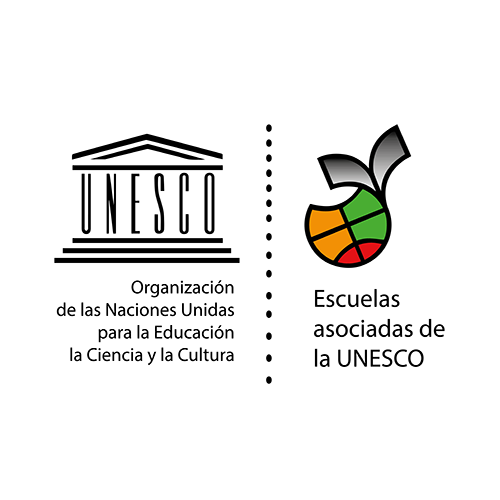 UNESCO
Organización
de las Naciones Unidas
para la Educación
la Ciencia y la Cultura
Escuelas
asociadas de
la UNESCO